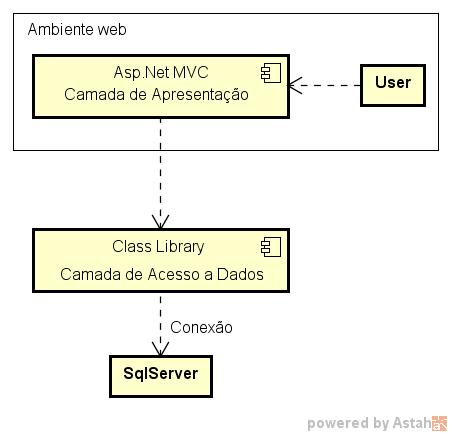 Ambiente web
Asp.Net MVC
Camada de Apresentação
User
Class Library
Camada de Acesso a Dados
Conexão
SqlServer
powered by Astah